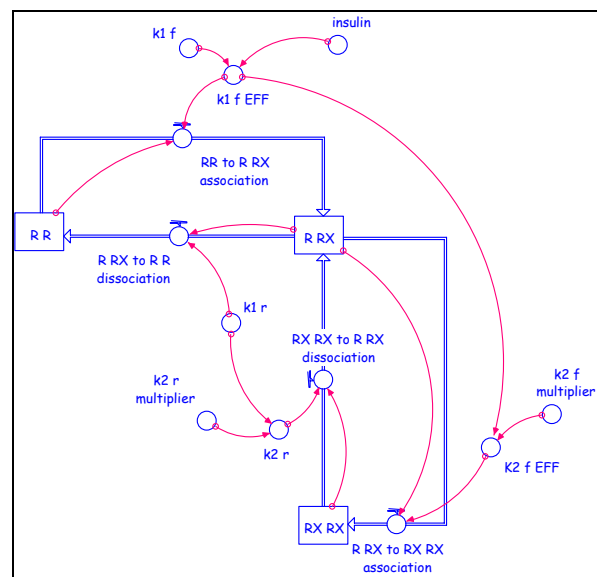 k1 f
insulin
k1 f EFF
RR to R RX
association
R R
R RX
R RX to R R
dissociation
k1 r
RX RX to R RX
dissociation
k2 r
multiplier
k2 f
multiplier
k2 r
K2 f EFF
RX RX
R RX to RX RX
association